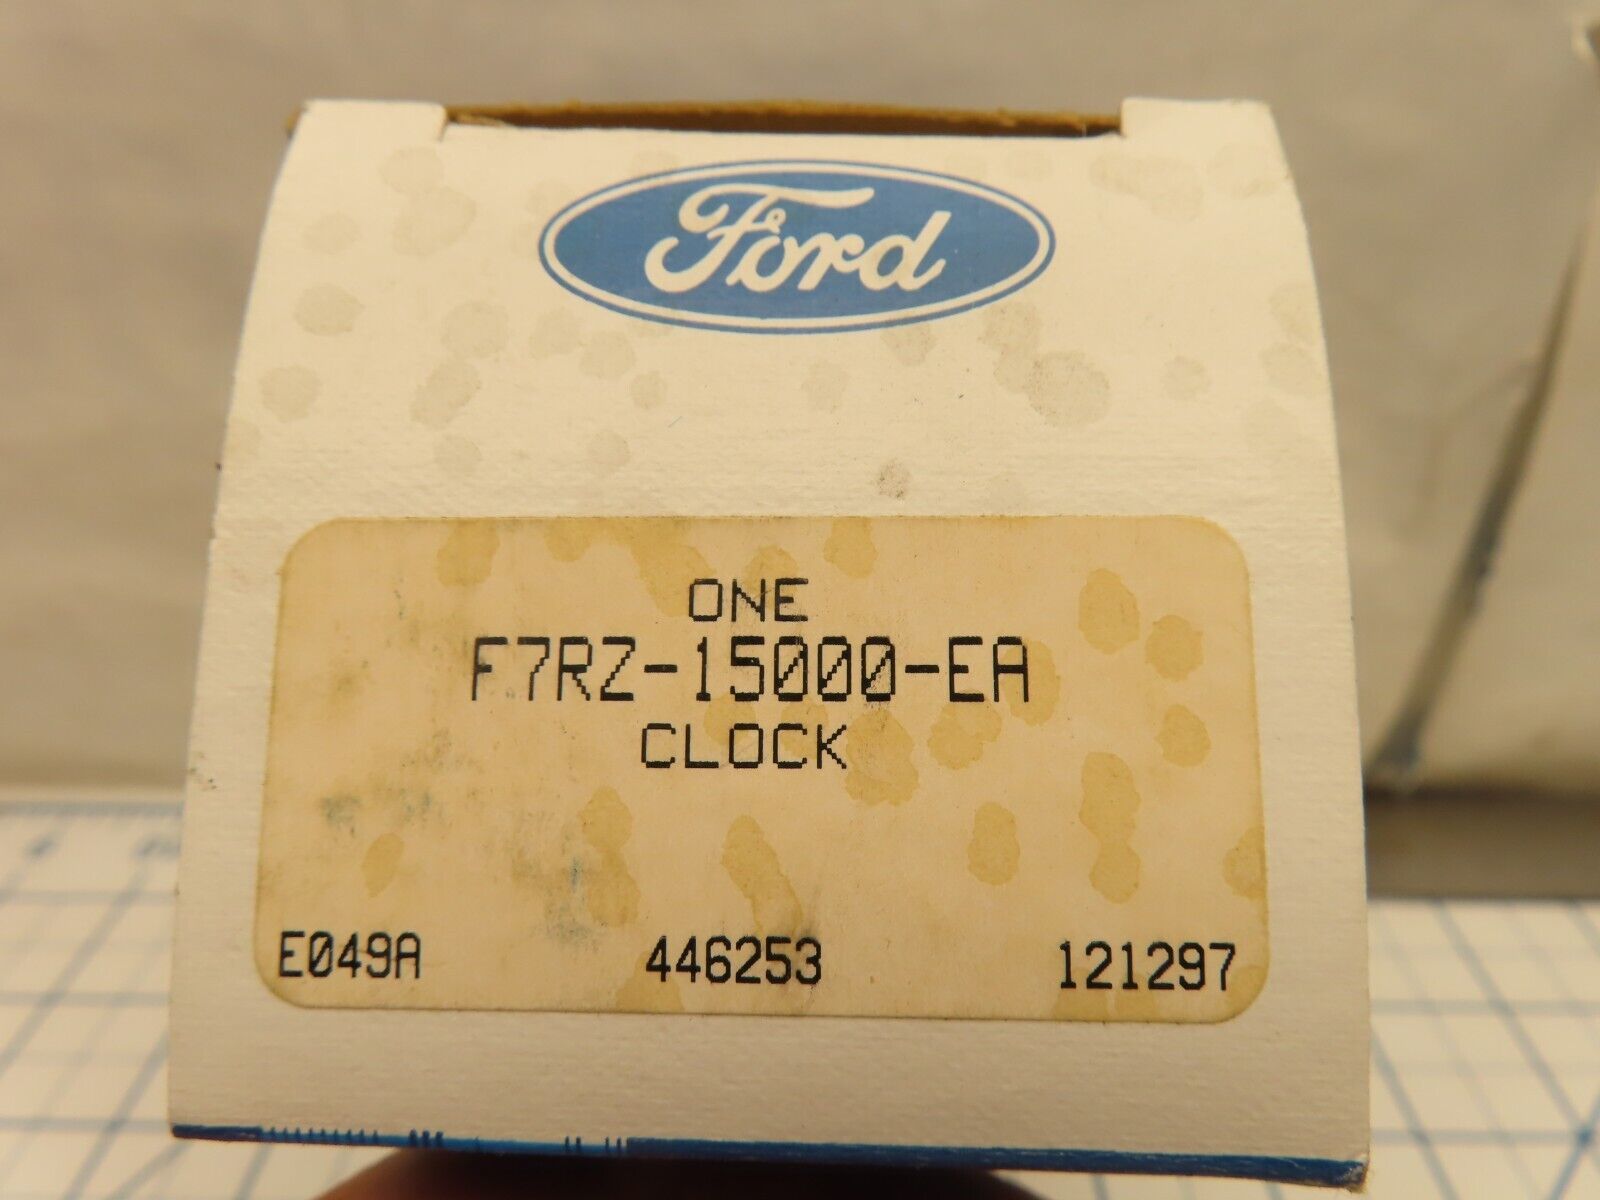 Ford
ONE
F7RZ-15000-EA
CLOCK
E049A 446253 121297